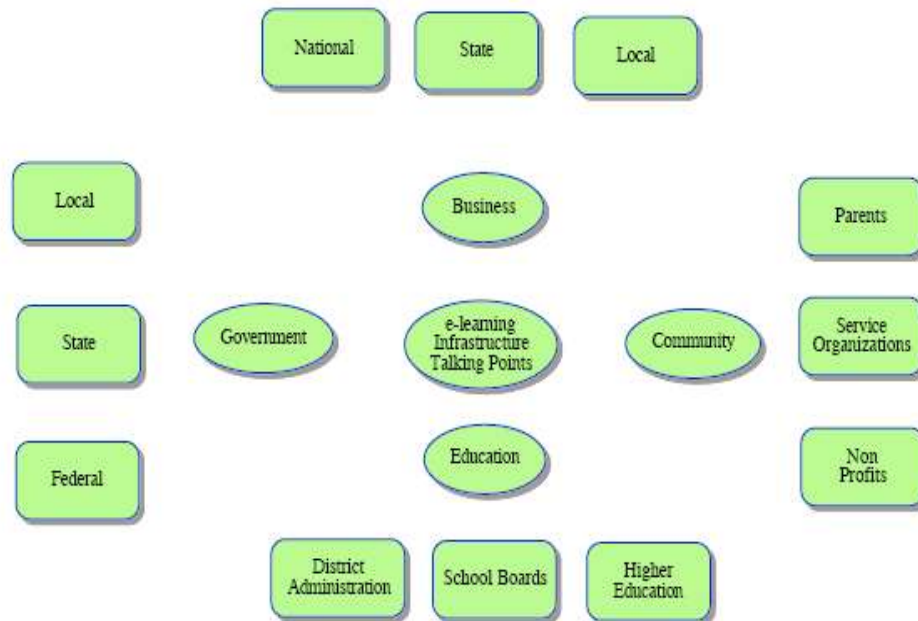 National
State
Local
Local
Business
Parents
State
Government
e-learning
Infrastructure
Talking Points
Community
Service
Organizations
Federal
Education
Non
Profits
District
Administration
School Boards
Higher
Education